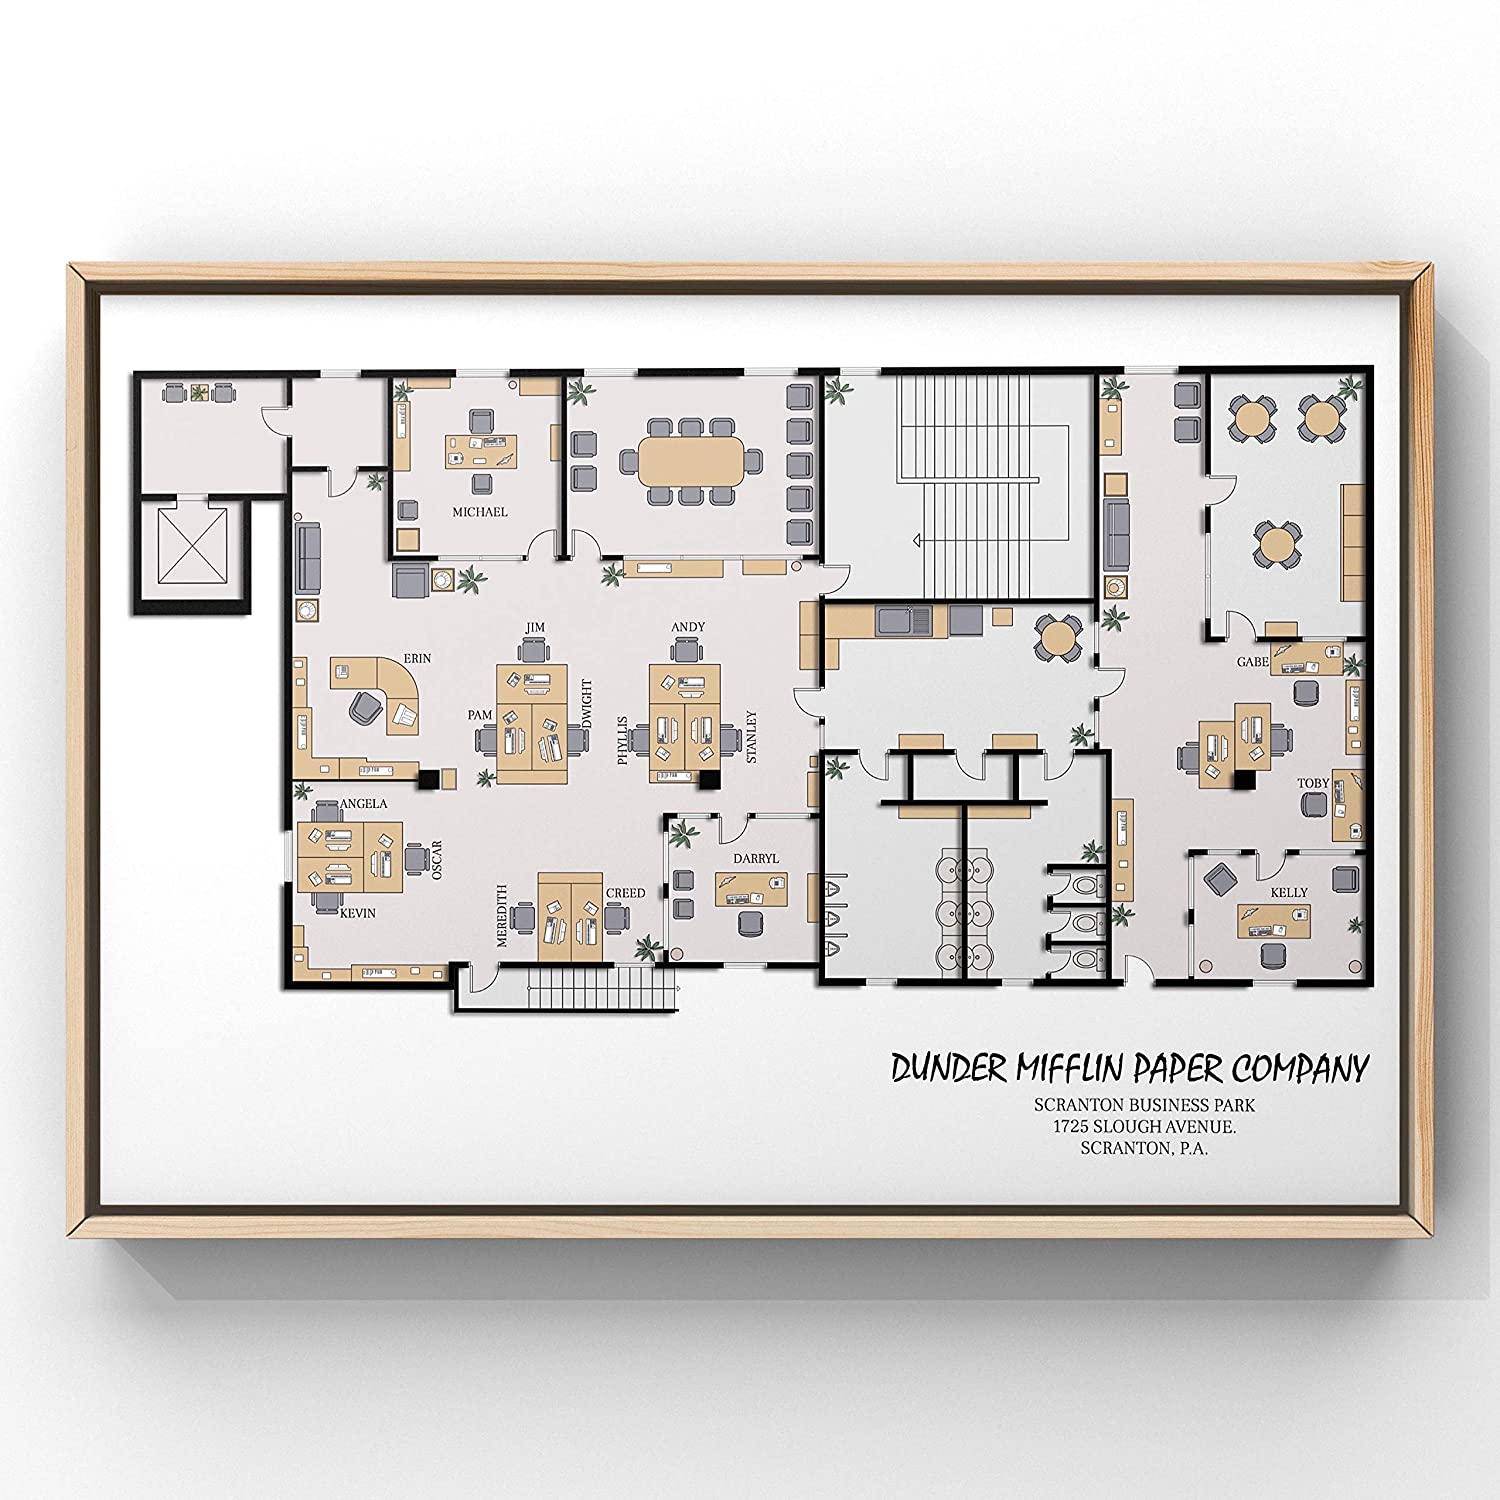 MICHAEL
JIM
ANDY
ERIN
GABE
PAM
DWIGHT
PHYLLIS
STANLEY
TOBY
ANGELA
OSCAR
DARRYL
KEVIN
MEREDITH
CREED
KELLY
DUNDER MIFFLIN PAPER COMPANY
SCRANTON BUSINESS PARK
1725 SLOUGH AVENUE.
SCRANTON, P.A.